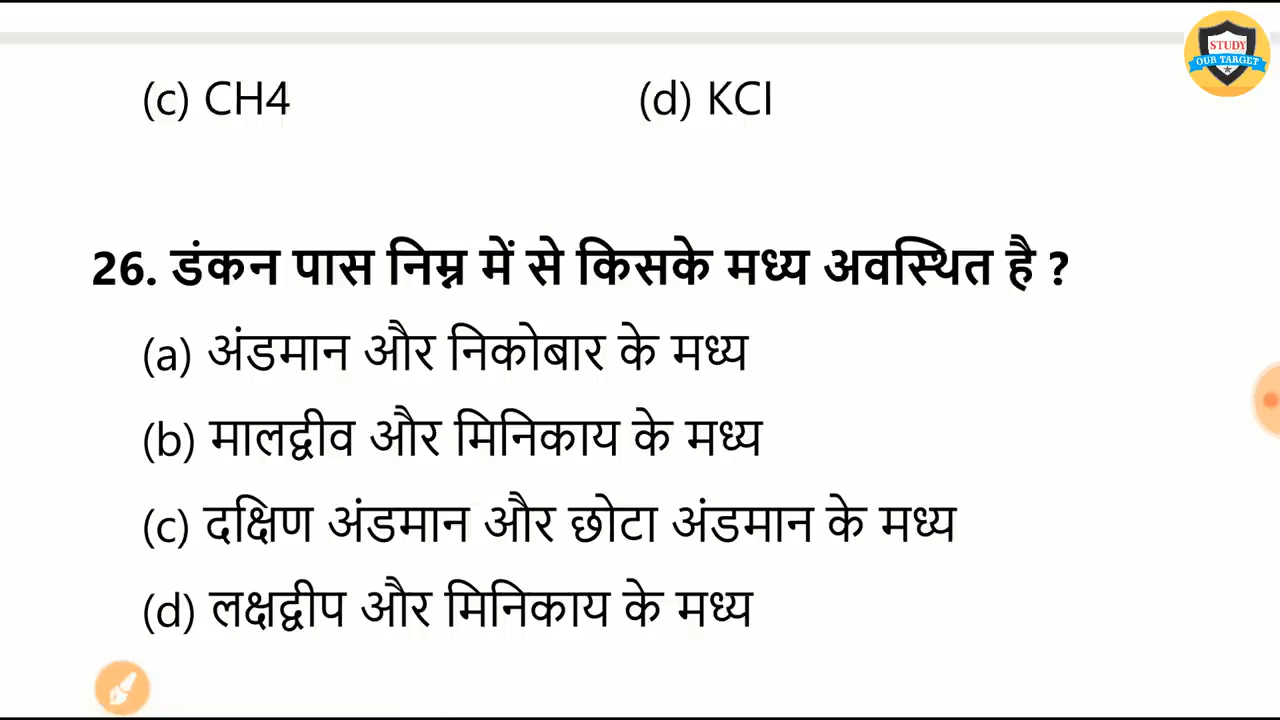 STUDY
OUR TARGET
(c) CH4 (d) KCl
26. डंकन पास निम्न में से किसके मध्य अवस्थित है ?
(a) अंडमान और निकोबार के मध्य
(b) मालद्वीव और मिनिकाय के मध्य
(c) दक्षिण अंडमान और छोटा अंडमान के मध्य
(d) लक्षद्वीप और मिनिकाय के मध्य